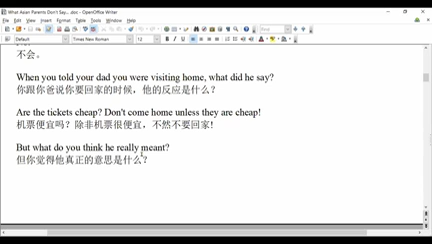 What Asian Parents Don't Say....doc - OpenOffice Writer
File Edit View Insert Format Table Tools Window Help
Default Times New Roman 12 B I U
不会。
When you told your dad you were visiting home, what did he say?
你跟你爸说你要回家的时候，他的反应是什么？
Are the tickets cheap? Don't come home unless they are cheap!
机票便宜吗？除非机票很便宜，不然不要回家!
But what do you think he really meant?
但你觉得他真正的意思是什么?